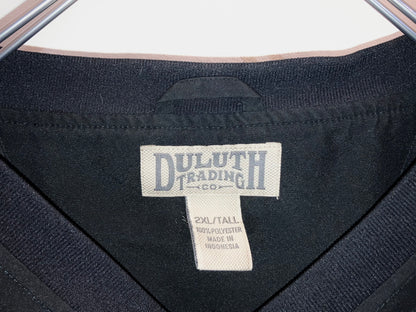 DULUTH
TRADING
CO
2XL/TALL
100% POLYESTER
MADE IN
INDONESIA